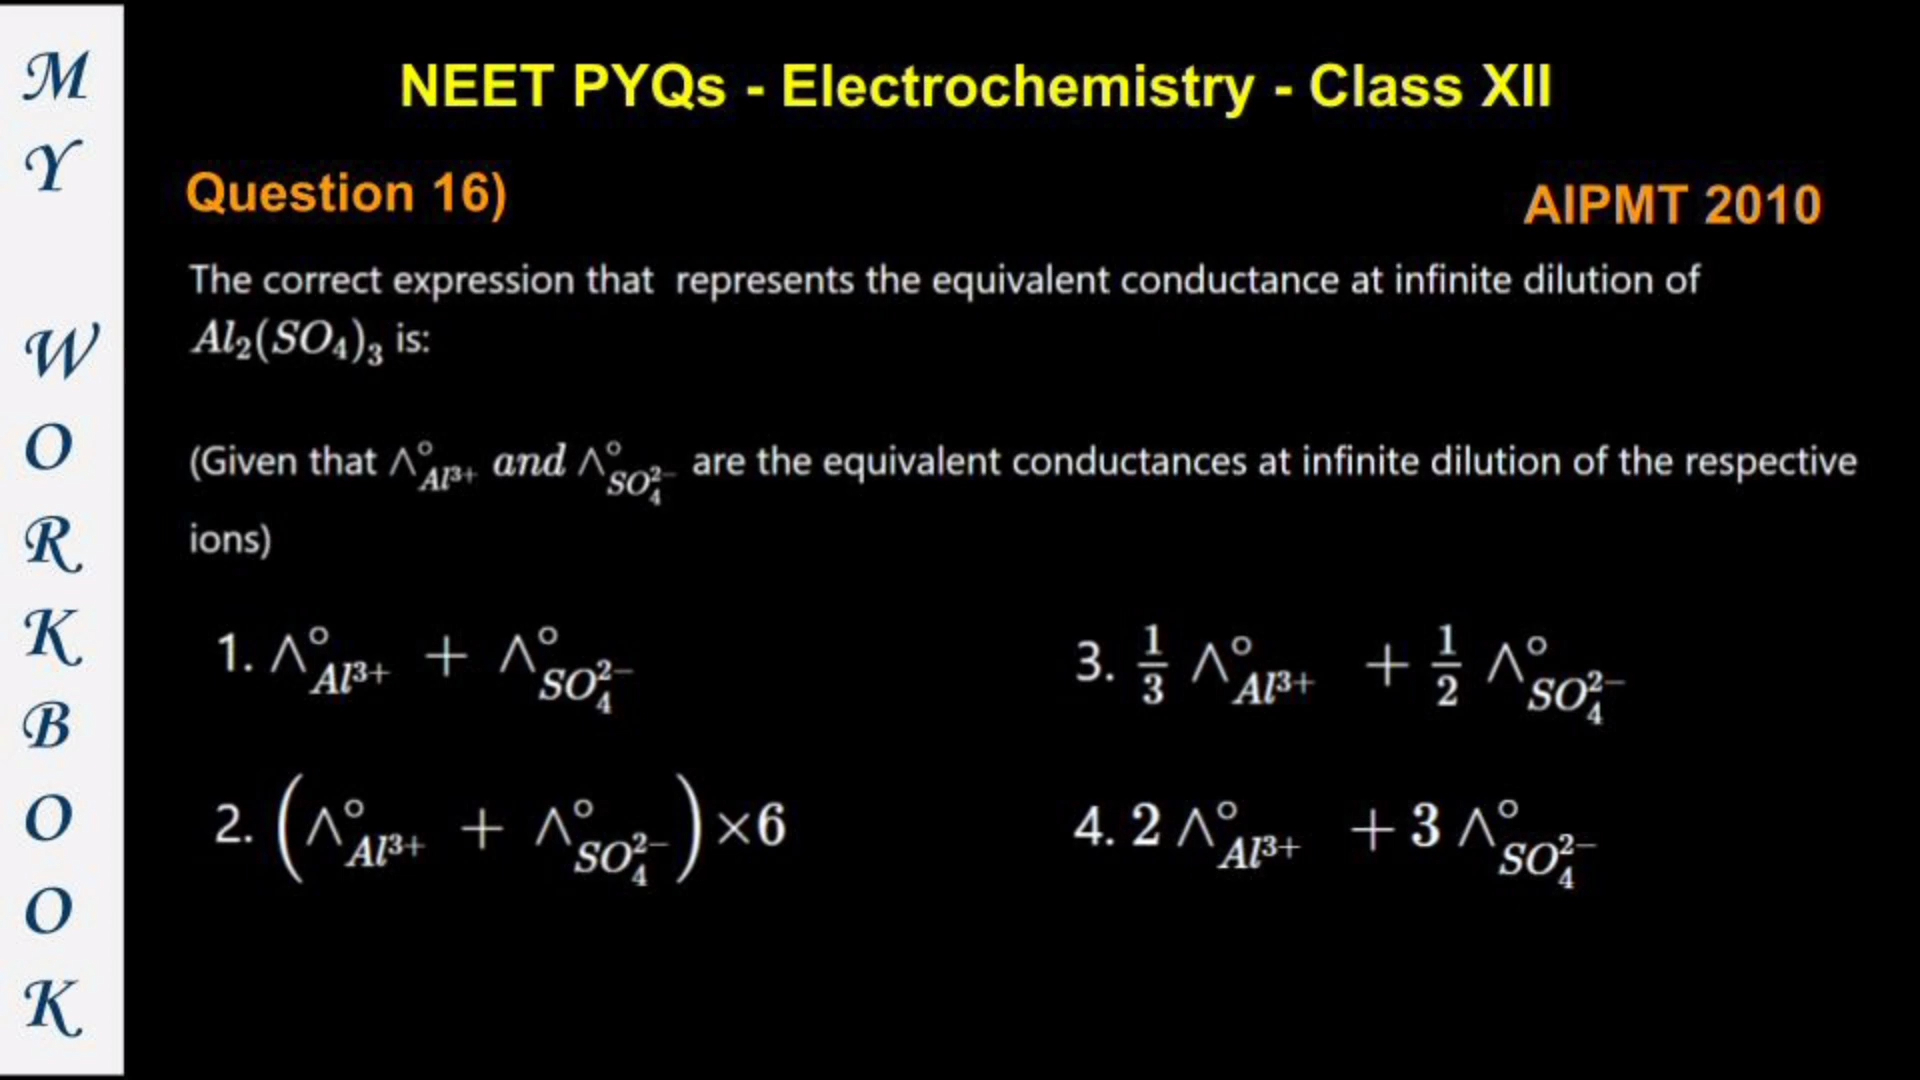 MY WORKBOOK
NEET PYQs - Electrochemistry - Class XII
Question 16)
AIPMT 2010
The correct expression that represents the equivalent conductance at infinite dilution of
Al₂(SO₄)₃ is:
(Given that ∧°Al³⁺ and ∧°SO₄²⁻ are the equivalent conductances at infinite dilution of the respective
ions)
1. ∧°Al³⁺ + ∧°SO₄²⁻
2. (∧°Al³⁺ + ∧°SO₄²⁻) ×6
3. 1/3 ∧°Al³⁺ + 1/2 ∧°SO₄²⁻
4. 2 ∧°Al³⁺ + 3 ∧°SO₄²⁻